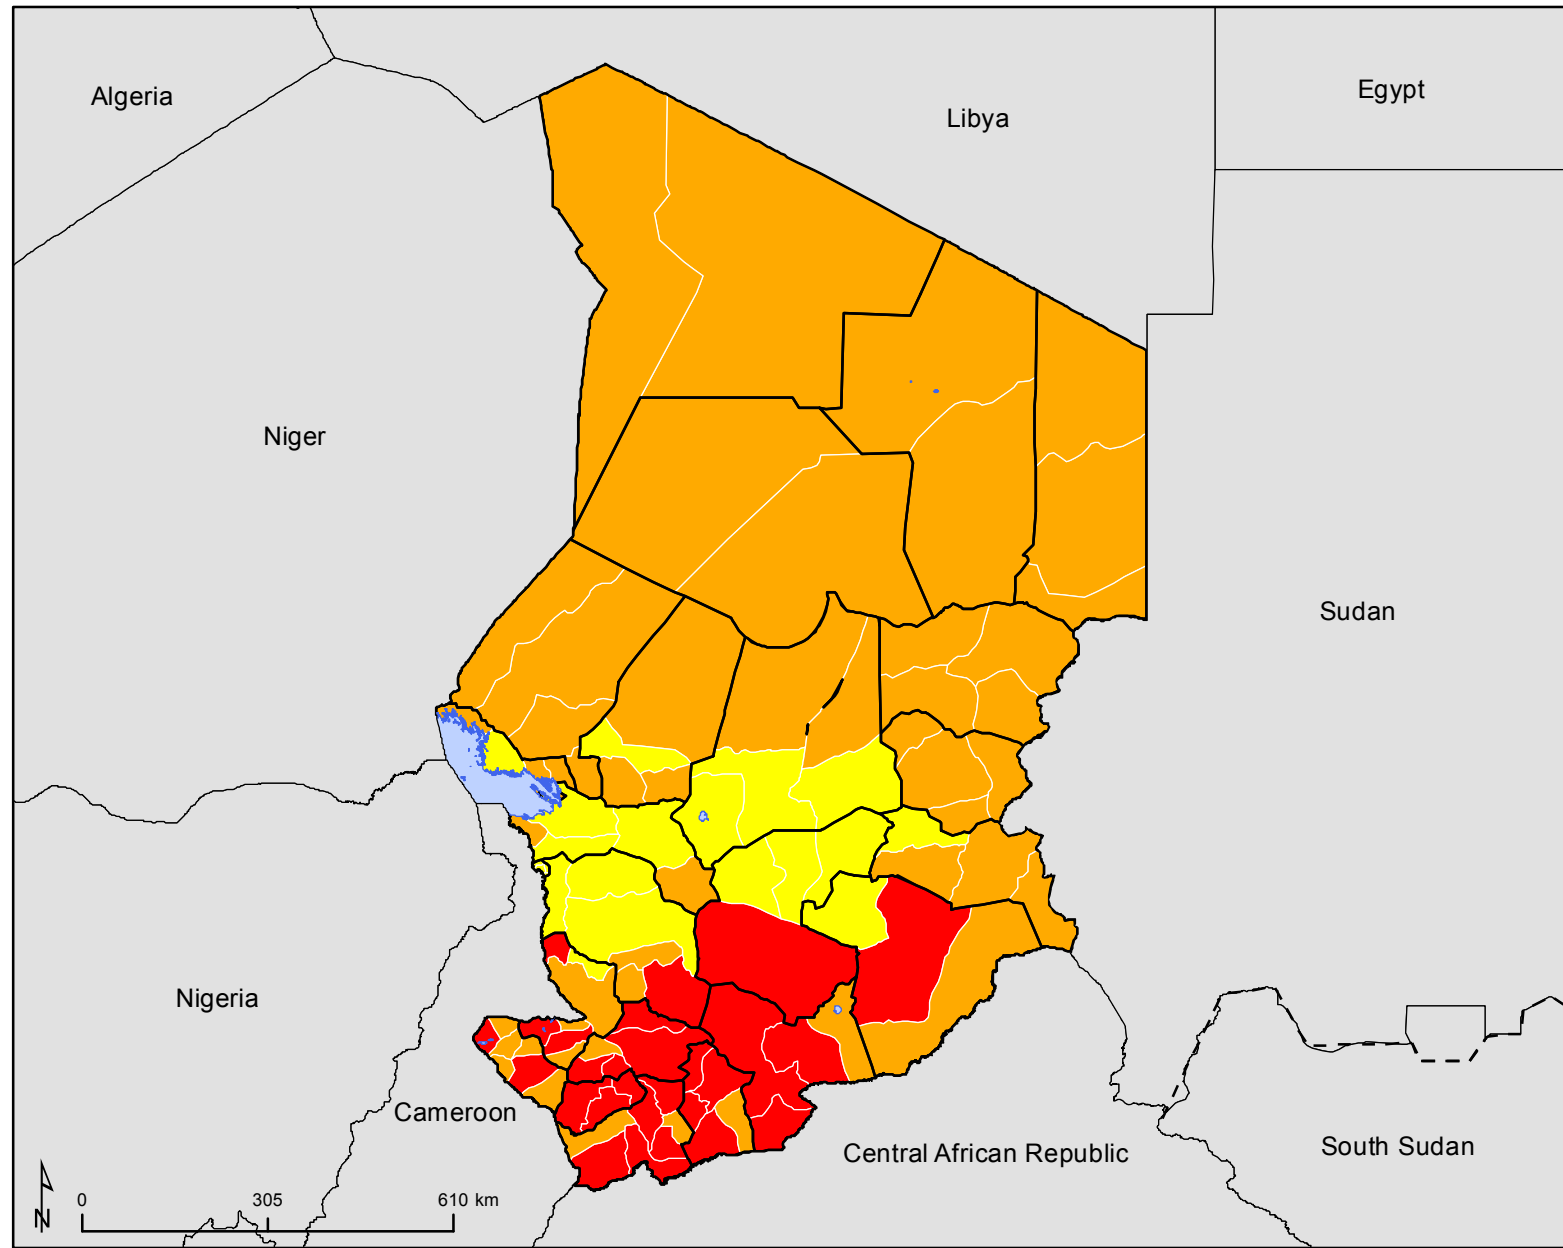 Egypt
Algeria
Libya
Niger
Sudan
Nigeria
Cameroon
South Sudan
Central African Republic
0
305
610 km
N